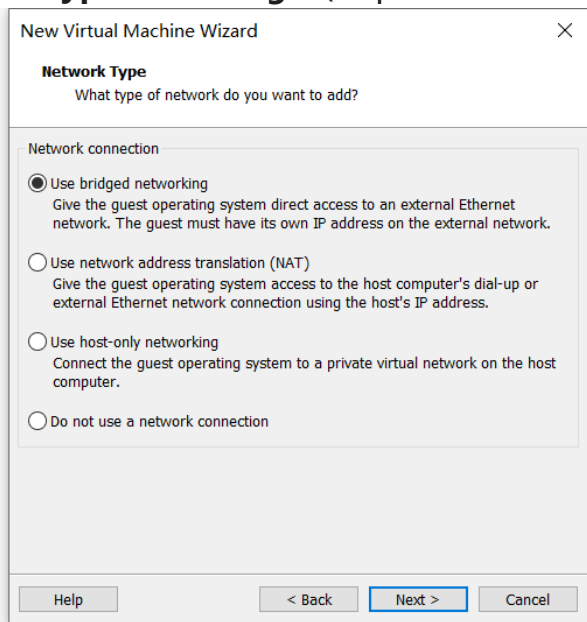 New Virtual Machine Wizard
Network Type
What type of network do you want to add?
Network connection
Use bridged networking
Give the guest operating system direct access to an external Ethernet
network. The guest must have its own IP address on the external network.
Use network address translation (NAT)
Give the guest operating system access to the host computer's dial-up or
external Ethernet network connection using the host's IP address.
Use host-only networking
Connect the guest operating system to a private virtual network on the host
computer.
Do not use a network connection
Help
< Back
Next >
Cancel